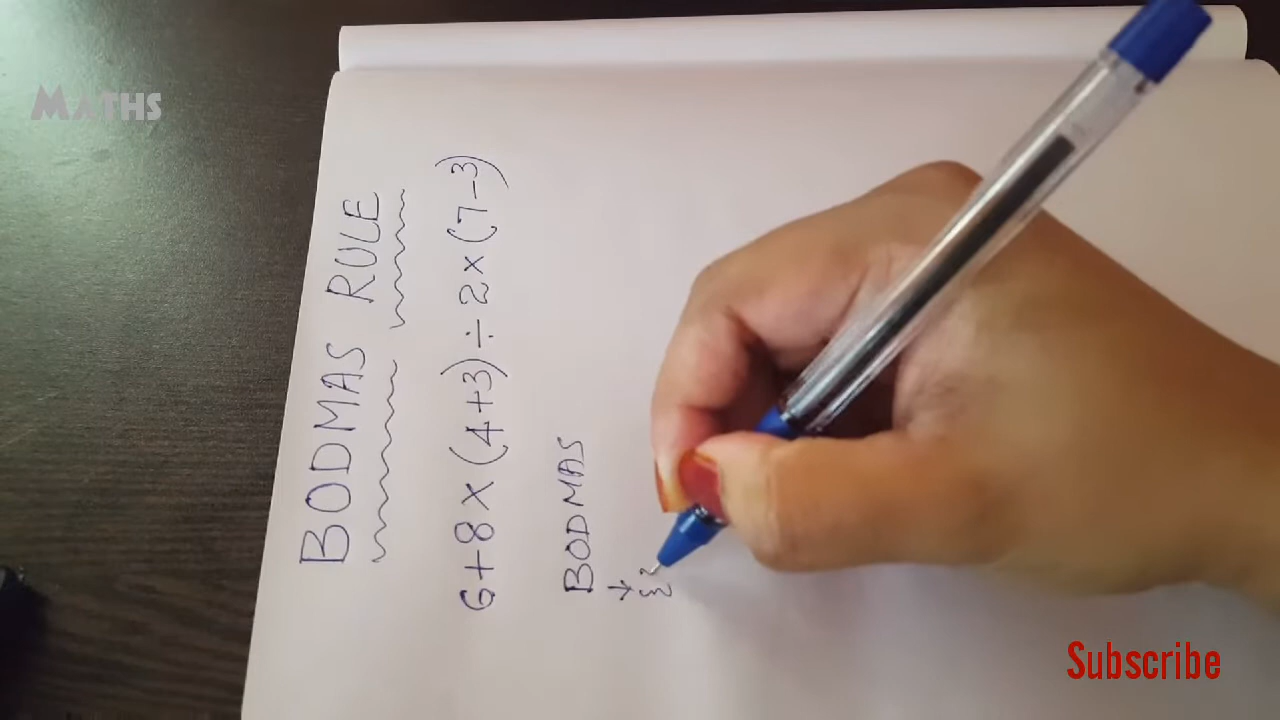 MATHS
BODMAS RULE
6+8×(4+3)÷2×(7-3)
BODMAS
↓
Subscribe